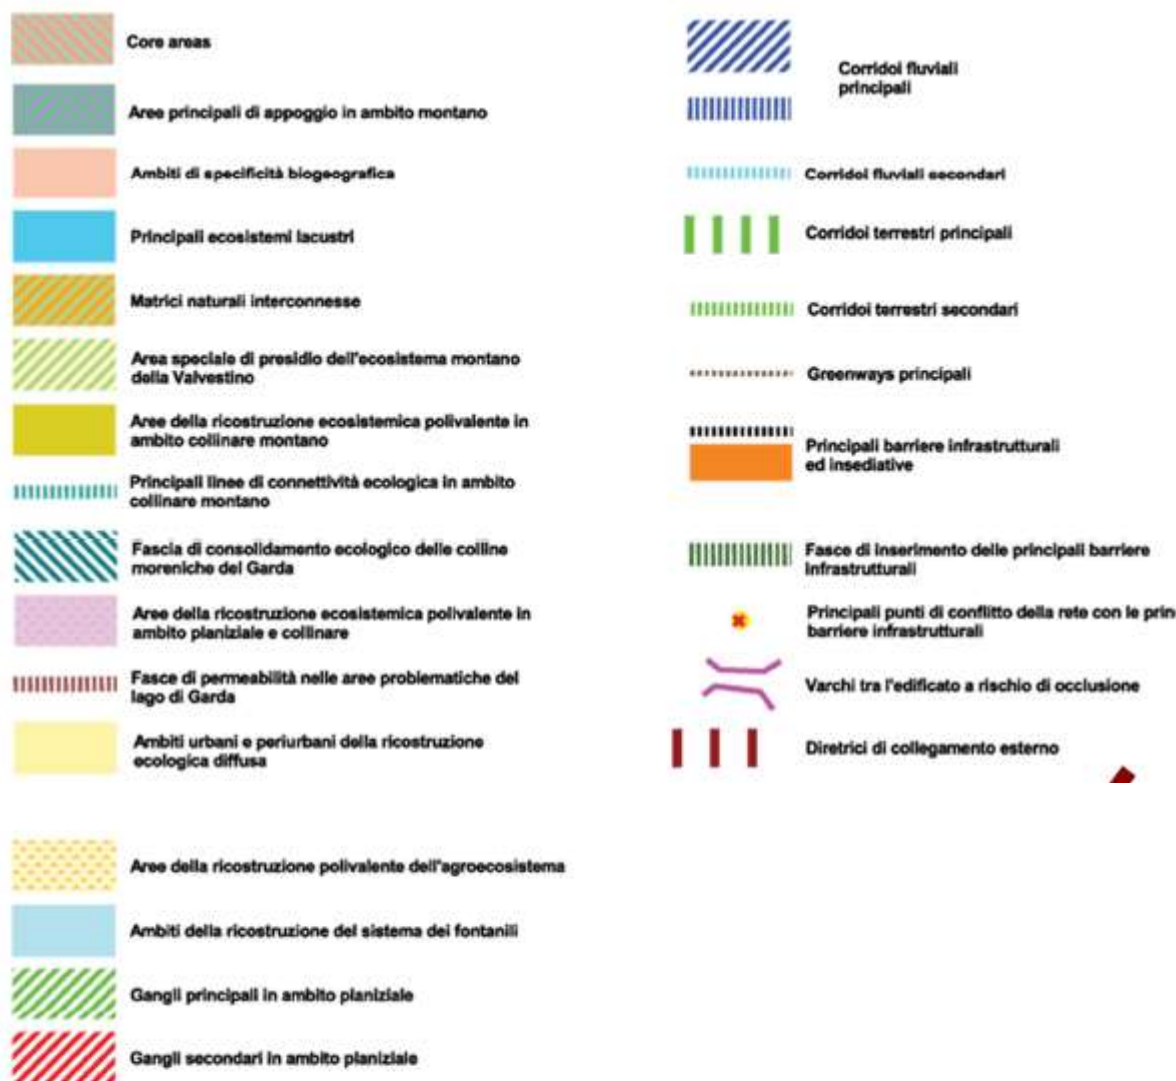 Core areas
Aree principali di appoggio in ambito montano
Ambiti di specificità biogeografica
Principali ecosistemi lacustri
Matrici naturali interconnesse
Area speciale di presidio dell'ecosistema montano
della Valvestino
Aree della ricostruzione ecosistemica polivalente in
ambito collinare montano
Principali linee di connettività ecologica in ambito
collinare montano
Fascia di consolidamento ecologico delle colline
moreniche del Garda
Aree della ricostruzione ecosistemica polivalente in
ambito planiziale e collinare
Fasce di permeabilità nelle aree problematiche del
lago di Garda
Ambiti urbani e periurbani della ricostruzione
ecologica diffusa
Aree della ricostruzione polivalente dell'agroecosistema
Ambiti della ricostruzione del sistema dei fontanili
Gangli principali in ambito planiziale
Gangli secondari in ambito planiziale
Corridoi fluviali
principali
Corridoi fluviali secondari
Corridoi terrestri principali
Corridoi terrestri secondari
Greenways principali
Principali barriere infrastrutturali
ed insediative
Fasce di inserimento delle principali barriere
infrastrutturali
Principali punti di conflitto della rete con le prin
barriere infrastrutturali
Varchi tra l'edificato a rischio di occlusione
Diretrici di collegamento esterno